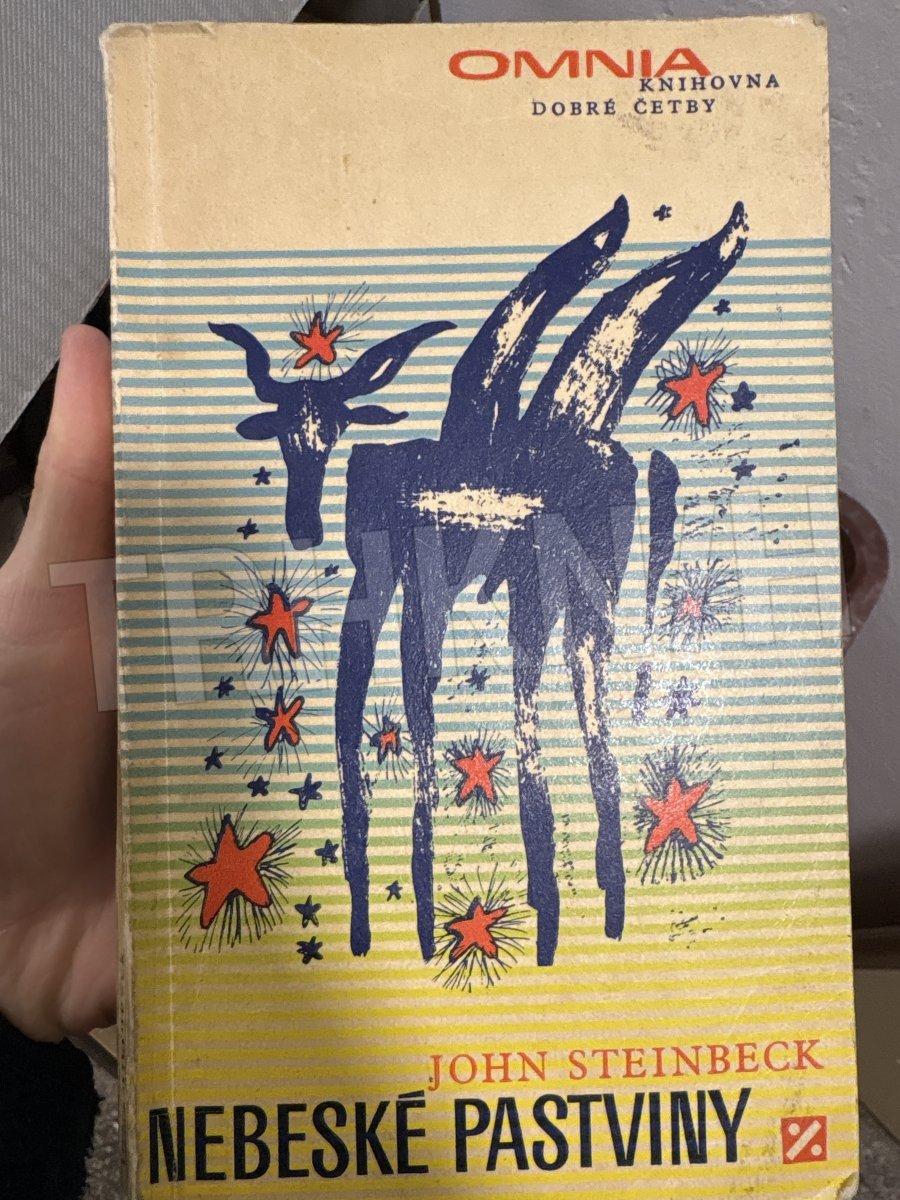 OMNIA
KNIHOVNA
DOBRÉ ČETBY
JOHN STEINBECK
NEBESKÉ PASTVINY